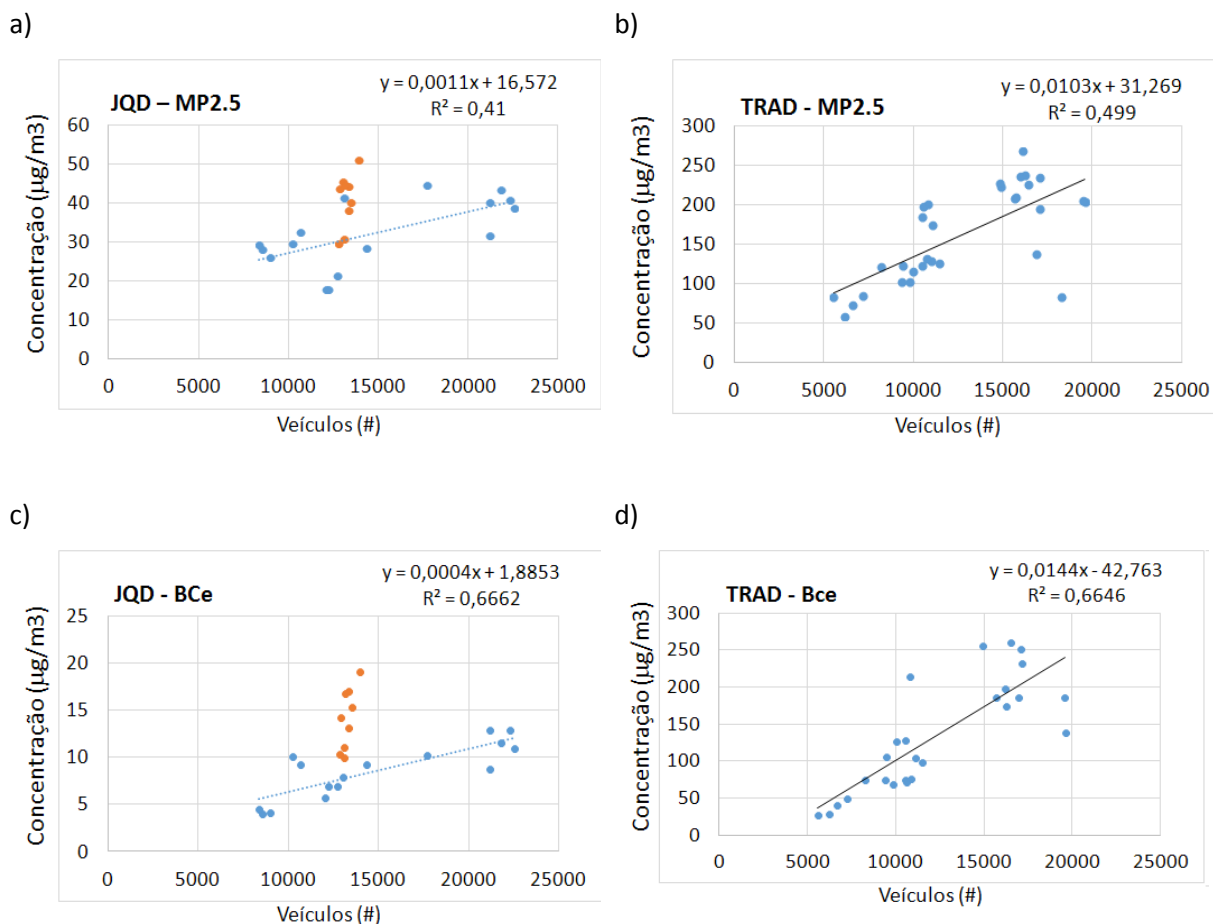 a)
JQD – MP2.5
y = 0,0011x + 16,572
R² = 0,41
Concentração (µg/m3)
60
50
40
30
20
10
0
0 5000 10000 15000 20000 25000
Veículos (#)
b)
TRAD - MP2.5
y = 0,0103x + 31,269
R² = 0,499
Concentração (µg/m3)
300
250
200
150
100
50
0
0 5000 10000 15000 20000 25000
Veículos (#)
c)
JQD - BCe
y = 0,0004x + 1,8853
R² = 0,6662
Concentração (µg/m3)
25
20
15
10
5
0
0 5000 10000 15000 20000 25000
Veículos (#)
d)
TRAD - Bce
y = 0,0144x - 42,763
R² = 0,6646
Concentração (µg/m3)
300
250
200
150
100
50
0
0 5000 10000 15000 20000 25000
Veículos (#)